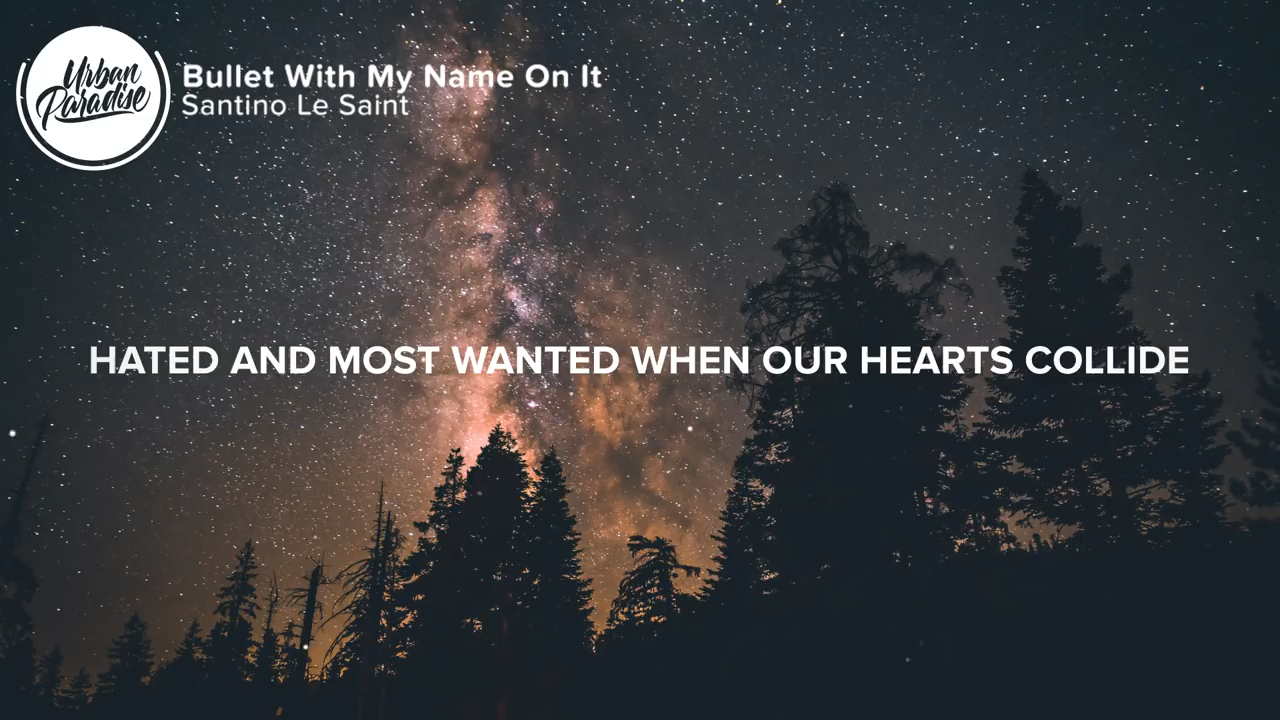 Urban
Paradise
Bullet With My Name On It
Santino Le Saint
HATED AND MOST WANTED WHEN OUR HEARTS COLLIDE